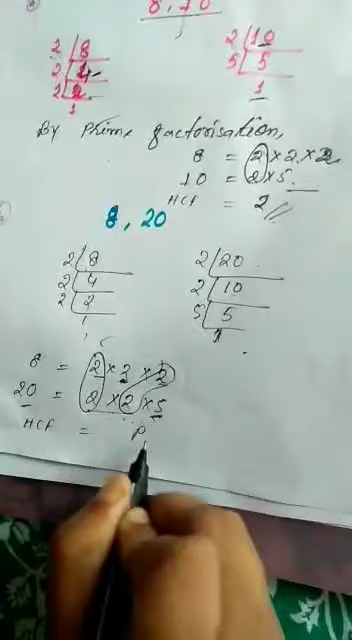 8, 10
2 8
2 4
2 2
1
2 10
5 5
1
By Prime factorisation,
8 = 2 × 2 × 2
10 = 2 × 5
HCF = 2 //
8, 20
2 8
2 4
2 2
1
2 20
2 10
5 5
1
8 = 2 × 2 × 2
20 = 2 × 2 × 5
HCF =